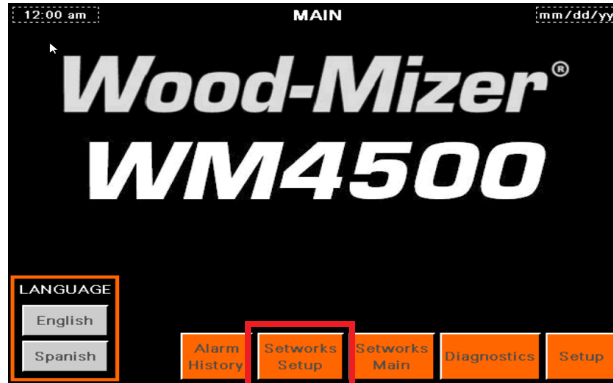 12:00 am MAIN mm/dd/yy
Wood-Mizer®
WM4500
LANGUAGE
English
Spanish
Alarm History
Setworks Setup
Setworks Main
Diagnostics
Setup